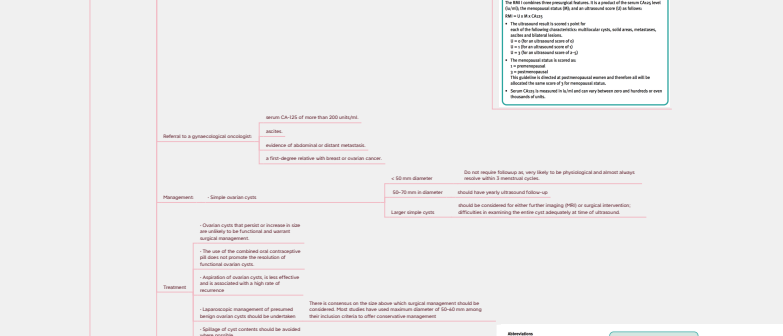 The RMI I combines three presurgical features. It is a product of the serum CA125 level
(iu/ml), the menopausal status (M), and an ultrasound score (U) as follows:
RMI = U x M x CA125
• The ultrasound result is scored 1 point for
each of the following characteristics: multilocular cysts, solid areas, metastases,
ascites and bilateral lesions.
U = 0 (for an ultrasound score of 0)
U = 1 (for an ultrasound score of 1)
U = 3 (for an ultrasound score of 2–5)
• The menopausal status is scored as
1 = premenopausal
3 = postmenopausal
This guideline is directed at postmenopausal women and therefore all will be
allocated the same score of 3 for menopausal status.
• Serum CA125 is measured in iu/ml and can vary between zero and hundreds or even
thousands of units.
Referral to a gynaecological oncologist:
serum CA-125 of more than 200 units/ml.
ascites.
evidence of abdominal or distant metastasis.
a first-degree relative with breast or ovarian cancer.
Management
- Simple ovarian cysts
< 50 mm diameter
Do not require followup as, very likely to be physiological and almost always
resolve within 3 menstrual cycles.
50–70 mm in diameter
should have yearly ultrasound follow-up
Larger simple cysts
should be considered for either further imaging (MRI) or surgical intervention;
difficulties in examining the entire cyst adequately at time of ultrasound.
Treatment
- Ovarian cysts that persist or increase in size
are unlikely to be functional and warrant
surgical management.
- The use of the combined oral contraceptive
pill does not promote the resolution of
functional ovarian cysts.
- Aspiration of ovarian cysts, is less effective
and is associated with a high rate of
recurrence
- Laparoscopic management of presumed
benign ovarian cysts should be undertaken
There is consensus on the size above which surgical management should be
considered. Most studies have used maximum diameter of 50–60 mm among
their inclusion criteria to offer conservative management
- Spillage of cyst contents should be avoided
where possible
Abbreviations